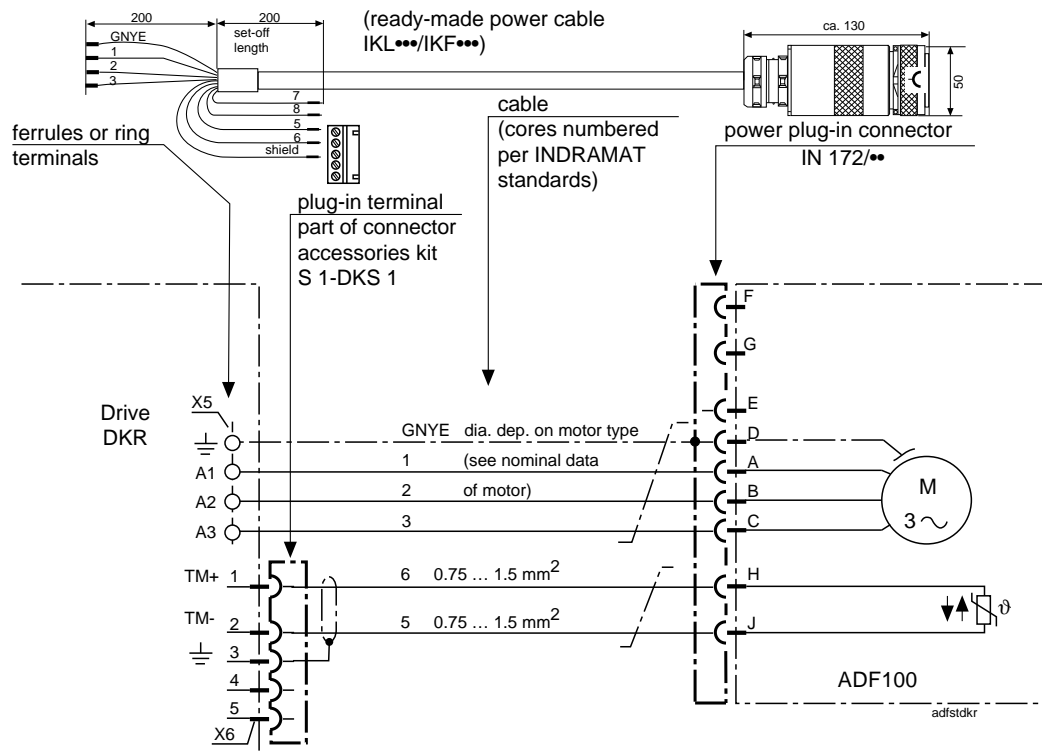 200
200
(ready-made power cable
IKL•••/IKF•••)
ca. 130
GNYE
set-off
length
1
2
3
50
7
8
5
6
shield
ferrules or ring
terminals
cable
(cores numbered
per INDRAMAT
standards)
power plug-in connector
IN 172/••
plug-in terminal
part of connector
accessories kit
S 1-DKS 1
F
G
E
Drive
DKR
X5
GNYE dia. dep. on motor type
D
A1
1 (see nominal data
A
A2
2 of motor)
B
M
3
A3
3
C
TM+ 1
6 0.75 ... 1.5 mm²
H
TM- 2
5 0.75 ... 1.5 mm²
J
ϑ
3
4
5
X6
ADF100
adfstdkr